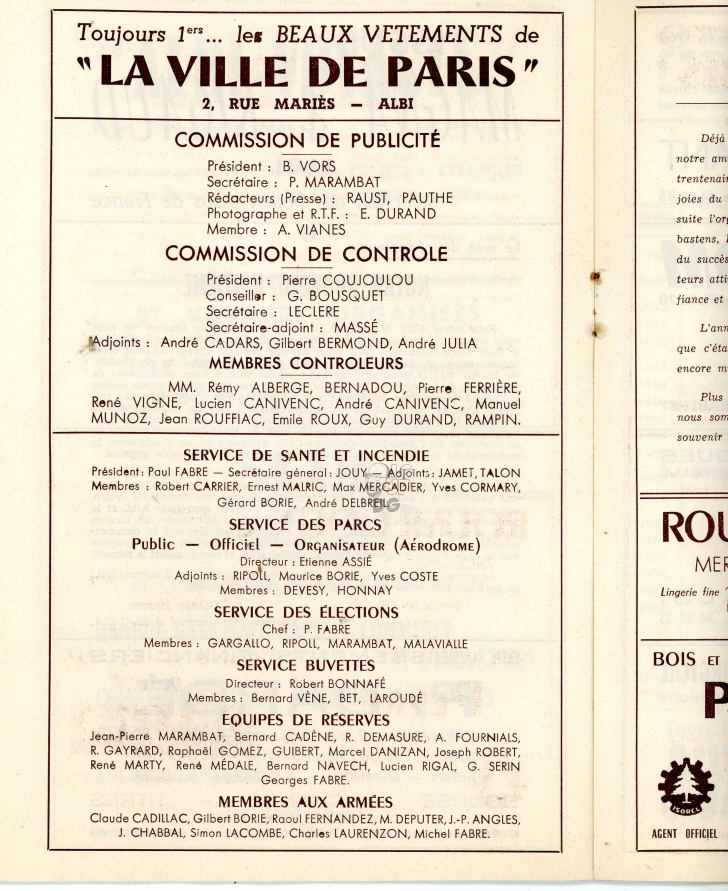 Toujours 1ers... les BEAUX VETEMENTS de
"LA VILLE DE PARIS"
2, RUE MARIÈS — ALBI
COMMISSION DE PUBLICITÉ
Président : B. VORS
Secrétaire : P. MARAMBAT
Rédacteurs (Presse) : RAUST, PAUTHE
Photographe et R.T.F. : E. DURAND
Membre : A. VIANES
COMMISSION DE CONTROLE
Président : Pierre COUJOULOU
Conseiller : G. BOUSQUET
Secrétaire : LECLERE
Secrétaire-adjoint : MASSÉ
Adjoints : André CADARS, Gilbert BERMOND, André JULIA
MEMBRES CONTROLEURS
MM. Rémy ALBERGE, BERNADOU, Pierre FERRIÈRE,
René VIGNE, Lucien CANIVENC, André CANIVENC, Manuel
MUNOZ, Jean ROUFFIAC, Emile ROUX, Guy DURAND, RAMPIN.
SERVICE DE SANTÉ ET INCENDIE
Président : Paul FABRE — Secrétaire géneral : JOUY — Adjoints : JAMET, TALON
Membres : Robert CARRIER, Ernest MALRIC, Max MERCADIER, Yves CORMARY,
Gérard BORIE, André DELBREIL
SERVICE DES PARCS
Public — Officiel — Organisateur (Aérodrome)
Directeur : Etienne ASSIÉ
Adjoints : RIPOLL, Maurice BORIE, Yves COSTE
Membres : DEVESY, HONNAY
SERVICE DES ÉLECTIONS
Chef : P. FABRE
Membres : GARGALLO, RIPOLL, MARAMBAT, MALAVIALLE
SERVICE BUVETTES
Directeur : Robert BONNAFÉ
Membres : Bernard VÈNE, BET, LAROUDÉ
EQUIPES DE RÉSERVES
Jean-Pierre MARAMBAT, Bernard CADÈNE, R. DEMASURE, A. FOURNIALS,
R. GAYRARD, Raphaël GOMEZ, GUIBERT, Marcel DANIZAN, Joseph ROBERT,
René MARTY, René MÉDALE, Bernard NAVECH, Lucien RIGAL, G. SERIN
Georges FABRE.
MEMBRES AUX ARMÉES
Claude CADILLAC, Gilbert BORIE, Raoul FERNANDEZ, M. DEPUTER, J.-P. ANGLES,
J. CHABBAL, Simon LACOMBE, Charles LAURENZON, Michel FABRE.
Déjà
notre am
trentenair
joies du
suite l'or
bastens,
du succès
teurs atti
fiance et
L'ann
que c'éta
encore m
Plus
nous som
souvenir
ROU
MER
Lingerie fine
BOIS ET
P
ISOREL
AGENT OFFICIEL